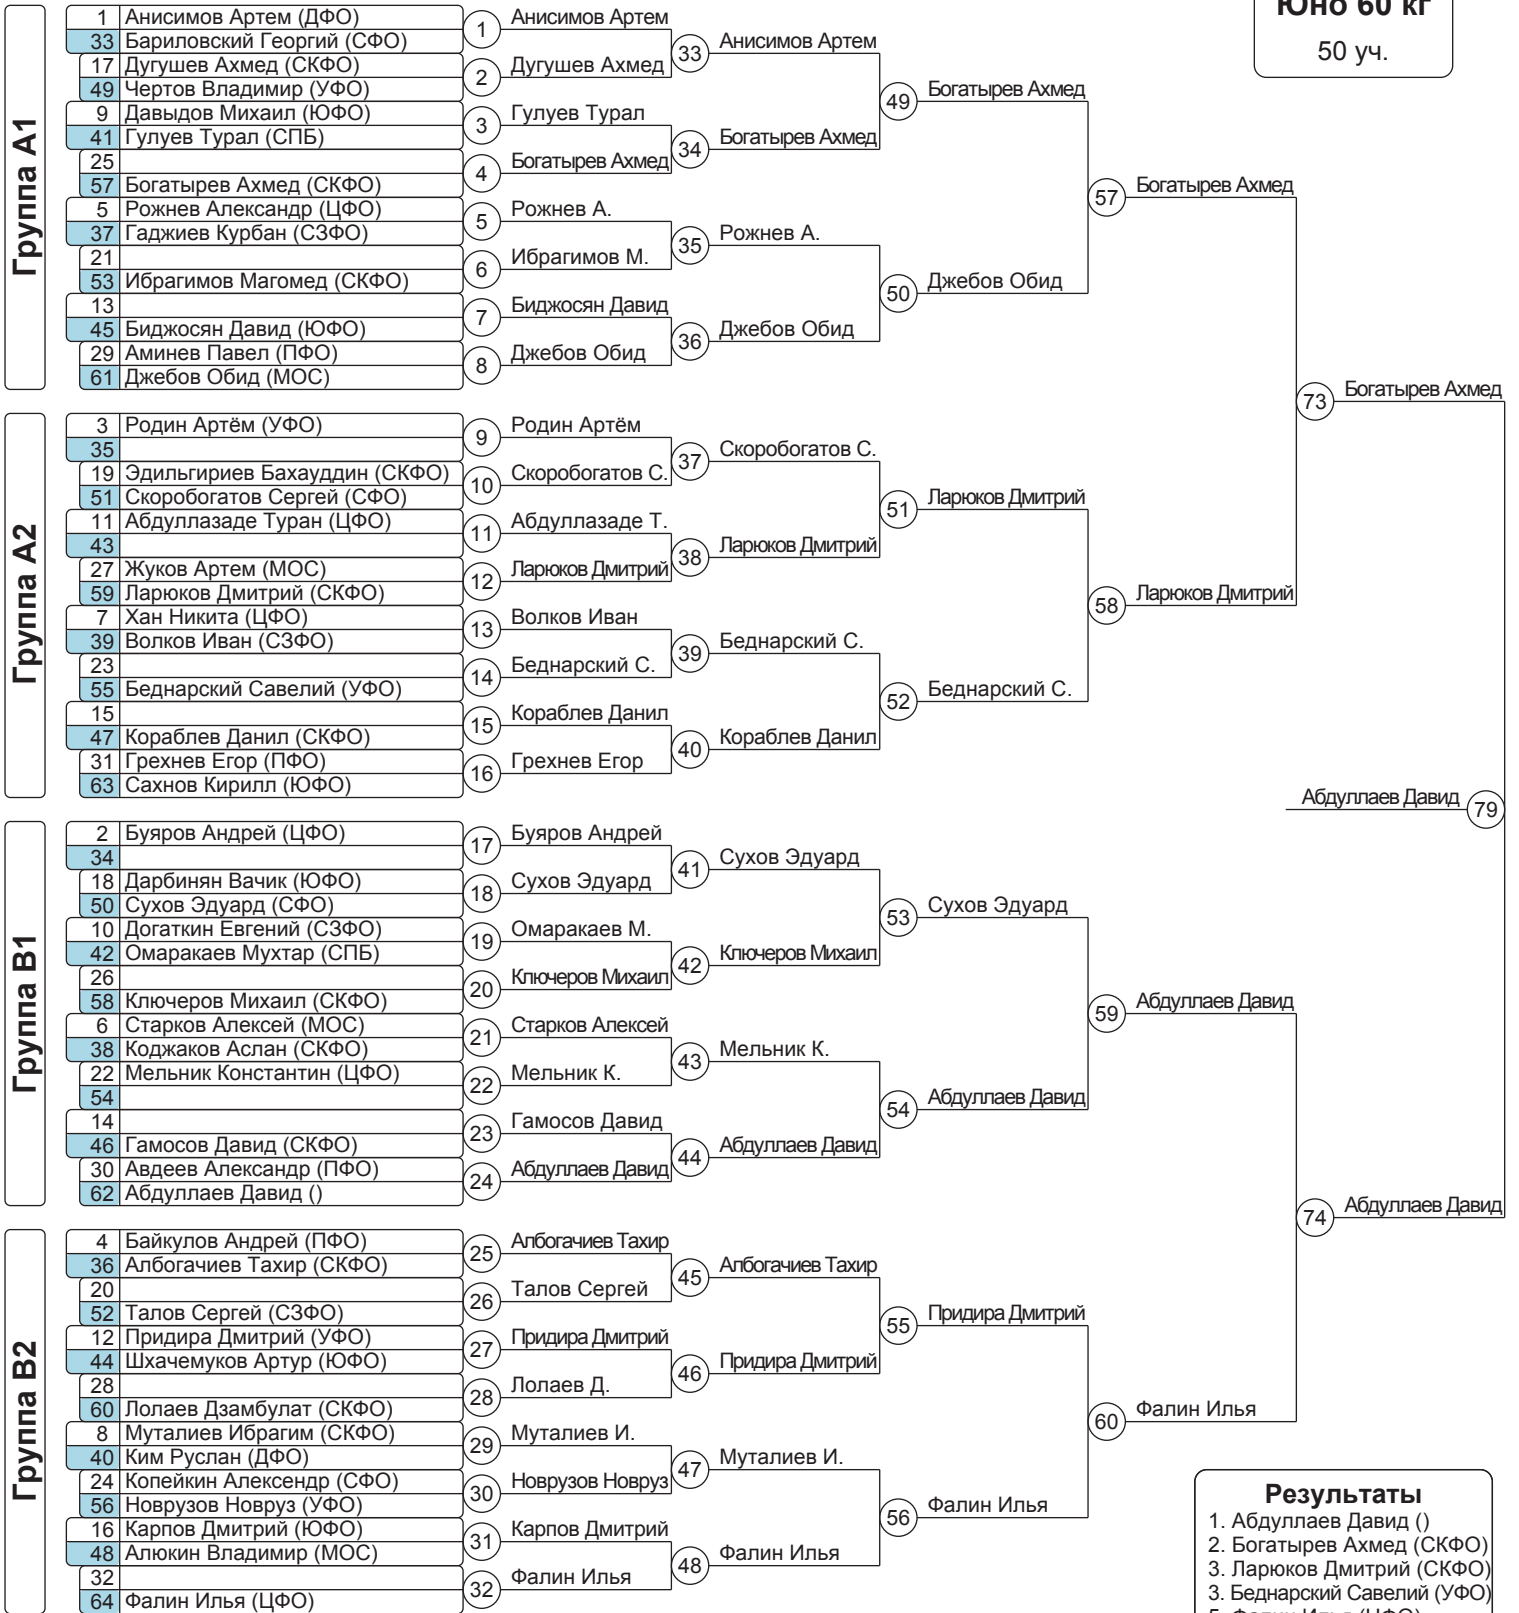 Юно 60 кг
50 уч.
Группа A1
1 Анисимов Артем (ДФО)
33 Бариловский Георгий (СФО)
17 Дугушев Ахмед (СКФО)
49 Чертов Владимир (УФО)
9 Давыдов Михаил (ЮФО)
41 Гулуев Турал (СПБ)
25
57 Богатырев Ахмед (СКФО)
5 Рожнев Александр (ЦФО)
37 Гаджиев Курбан (СЗФО)
21
53 Ибрагимов Магомед (СКФО)
13
45 Биджосян Давид (ЮФО)
29 Аминев Павел (ПФО)
61 Джебов Обид (МОС)
1 Анисимов Артем
2 Дугушев Ахмед
3 Гулуев Турал
4 Богатырев Ахмед
5 Рожнев А.
6 Ибрагимов М.
7 Биджосян Давид
8 Джебов Обид
33 Анисимов Артем
34 Богатырев Ахмед
35 Рожнев А.
36 Джебов Обид
49 Богатырев Ахмед
50 Джебов Обид
57 Богатырев Ахмед
Группа A2
3 Родин Артём (УФО)
35
19 Эдильгириев Бахауддин (СКФО)
51 Скоробогатов Сергей (СФО)
11 Абдуллазаде Туран (ЦФО)
43
27 Жуков Артем (МОС)
59 Ларюков Дмитрий (СКФО)
7 Хан Никита (ЦФО)
39 Волков Иван (СЗФО)
23
55 Беднарский Савелий (УФО)
15
47 Кораблев Данил (СКФО)
31 Грехнев Егор (ПФО)
63 Сахнов Кирилл (ЮФО)
9 Родин Артём
10 Скоробогатов С.
11 Абдуллазаде Т.
12 Ларюков Дмитрий
13 Волков Иван
14 Беднарский С.
15 Кораблев Данил
16 Грехнев Егор
37 Скоробогатов С.
38 Ларюков Дмитрий
39 Беднарский С.
40 Кораблев Данил
51 Ларюков Дмитрий
52 Беднарский С.
58 Ларюков Дмитрий
73 Богатырев Ахмед
Группа B1
2 Буяров Андрей (ЦФО)
34
18 Дарбинян Вачик (ЮФО)
50 Сухов Эдуард (СФО)
10 Догаткин Евгений (СЗФО)
42 Омаракаев Мухтар (СПБ)
26
58 Ключеров Михаил (СКФО)
6 Старков Алексей (МОС)
38 Коджаков Аслан (СКФО)
22 Мельник Константин (ЦФО)
54
14
46 Гамосов Давид (СКФО)
30 Авдеев Александр (ПФО)
62 Абдуллаев Давид ()
17 Буяров Андрей
18 Сухов Эдуард
19 Омаракаев М.
20 Ключеров Михаил
21 Старков Алексей
22 Мельник К.
23 Гамосов Давид
24 Абдуллаев Давид
41 Сухов Эдуард
42 Ключеров Михаил
43 Мельник К.
44 Абдуллаев Давид
53 Сухов Эдуард
54 Абдуллаев Давид
59 Абдуллаев Давид
Группа B2
4 Байкулов Андрей (ПФО)
36 Албогачиев Тахир (СКФО)
20
52 Талов Сергей (СЗФО)
12 Придира Дмитрий (УФО)
44 Шхачемуков Артур (ЮФО)
28
60 Лолаев Дзамбулат (СКФО)
8 Муталиев Ибрагим (СКФО)
40 Ким Руслан (ДФО)
24 Копейкин Алексендр (СФО)
56 Новрузов Новруз (УФО)
16 Карпов Дмитрий (ЮФО)
48 Алюкин Владимир (МОС)
32
64 Фалин Илья (ЦФО)
25 Албогачиев Тахир
26 Талов Сергей
27 Придира Дмитрий
28 Лолаев Д.
29 Муталиев И.
30 Новрузов Новруз
31 Карпов Дмитрий
32 Фалин Илья
45 Албогачиев Тахир
46 Придира Дмитрий
47 Муталиев И.
48 Фалин Илья
55 Придира Дмитрий
56 Фалин Илья
60 Фалин Илья
74 Абдуллаев Давид
Абдуллаев Давид 79
Результаты
1. Абдуллаев Давид ()
2. Богатырев Ахмед (СКФО)
3. Ларюков Дмитрий (СКФО)
3. Беднарский Савелий (УФО)
5. Фалин Илья (ЦФО)